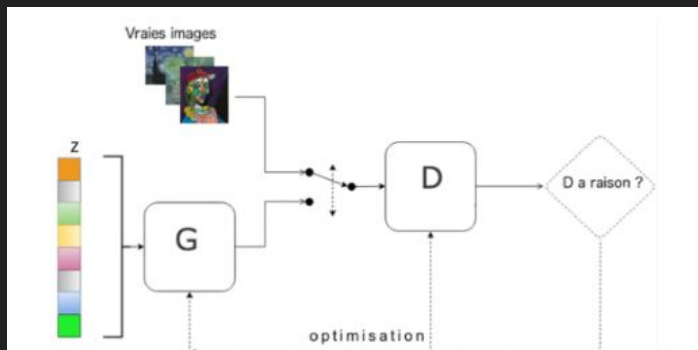 Vraies images
z
G
D
D a raison ?
optimisation